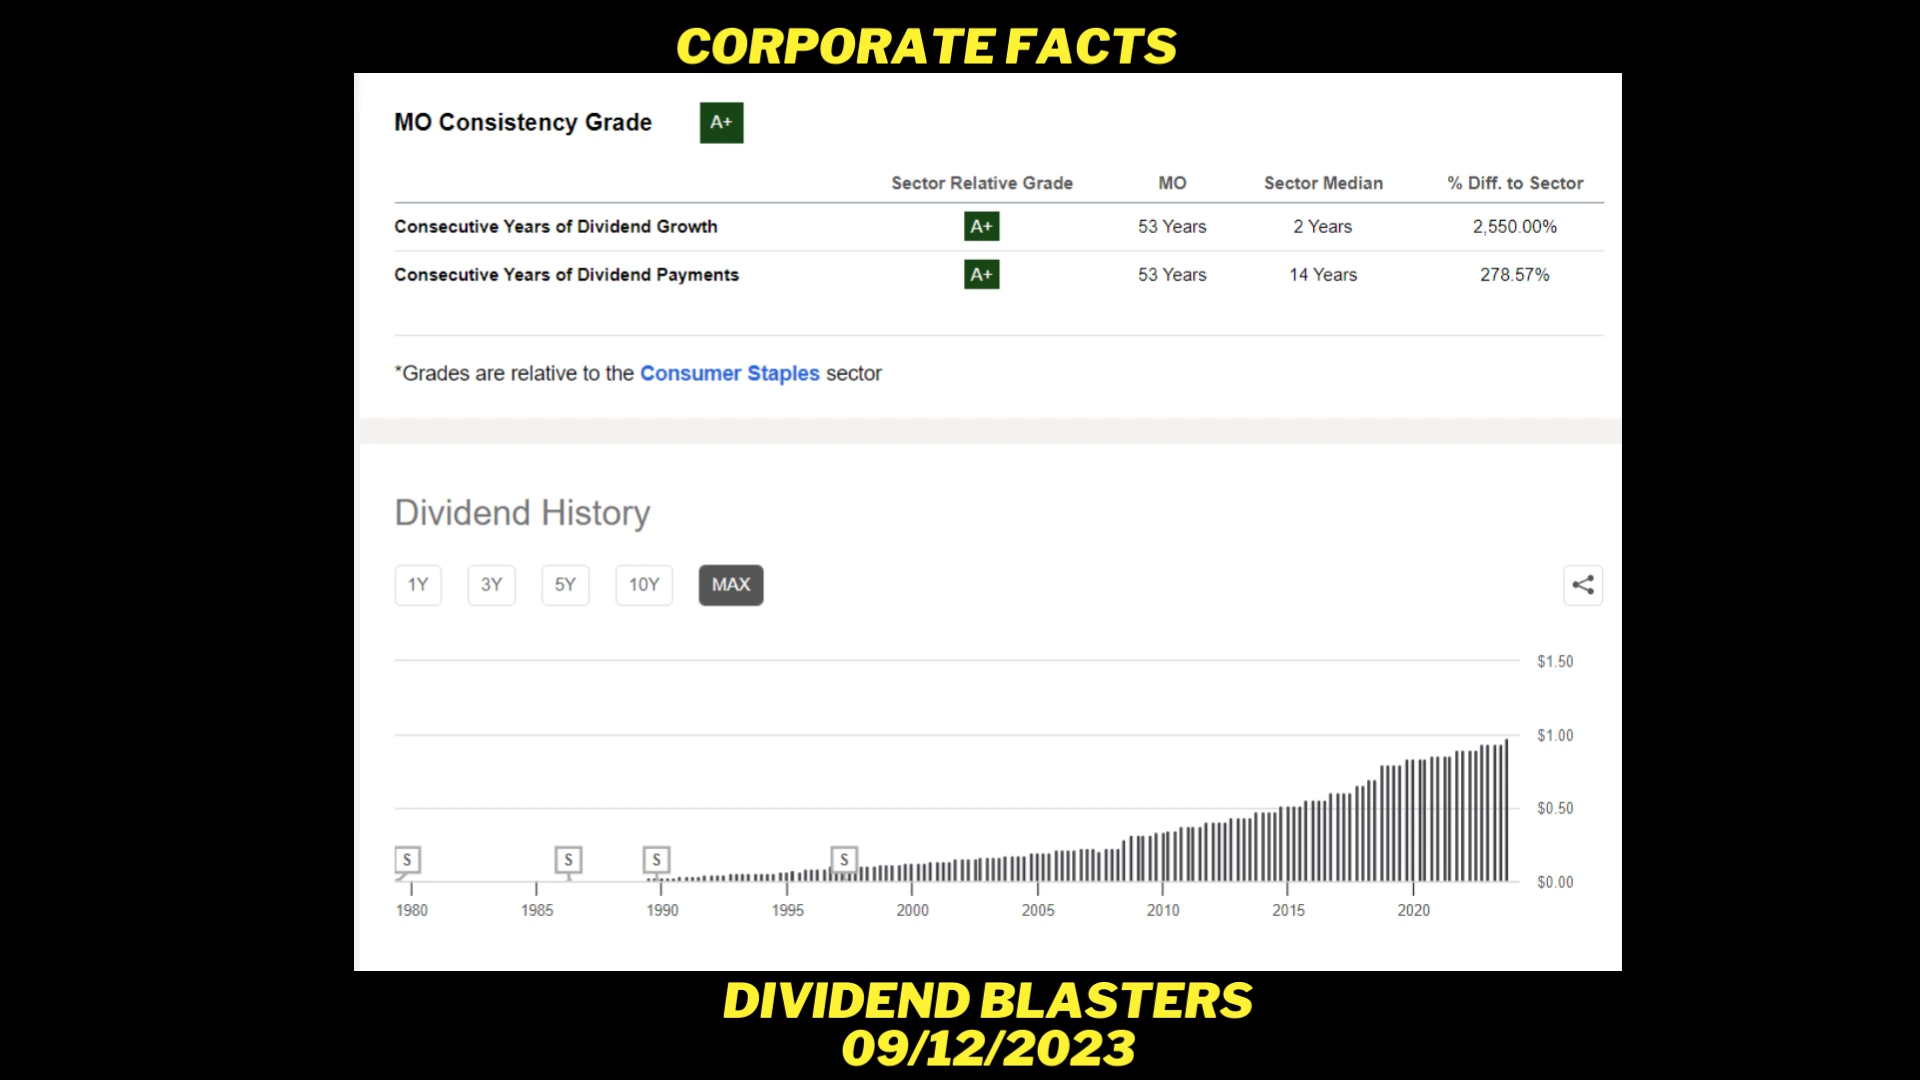 CORPORATE FACTS
MO Consistency Grade A+
Sector Relative Grade MO Sector Median % Diff. to Sector
Consecutive Years of Dividend Growth A+ 53 Years 2 Years 2,550.00%
Consecutive Years of Dividend Payments A+ 53 Years 14 Years 278.57%
*Grades are relative to the Consumer Staples sector
Dividend History
1Y 3Y 5Y 10Y MAX
$1.50
$1.00
$0.50
S S S S
$0.00
1980 1985 1990 1995 2000 2005 2010 2015 2020
DIVIDEND BLASTERS
09/12/2023